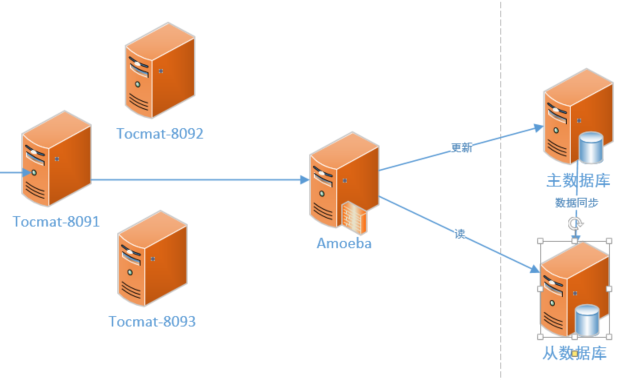 Tocmat-8092
更新
主数据库
数据同步
Tocmat-8091
Amoeba
读
Tocmat-8093
从数据库